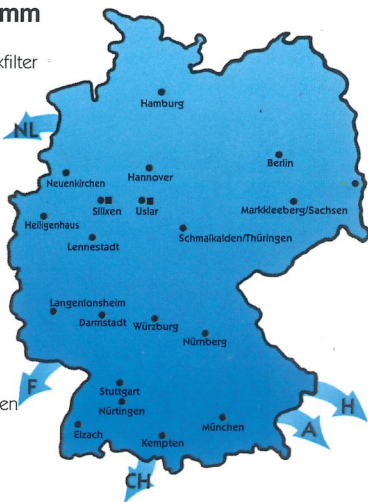 mm
kfilter
Hamburg
NL
Berlin
Hannover
Neuenkirchen
Silixen
Uslar
Markkleeberg/Sachsen
Heiligenhaus
Schmalkalden/Thüringen
Lennestadt
Langenlonsheim
Darmstadt
Würzburg
Nürnberg
F
Stuttgart
H
en
Nürtingen
München
A
Elzach
Kempten
CH